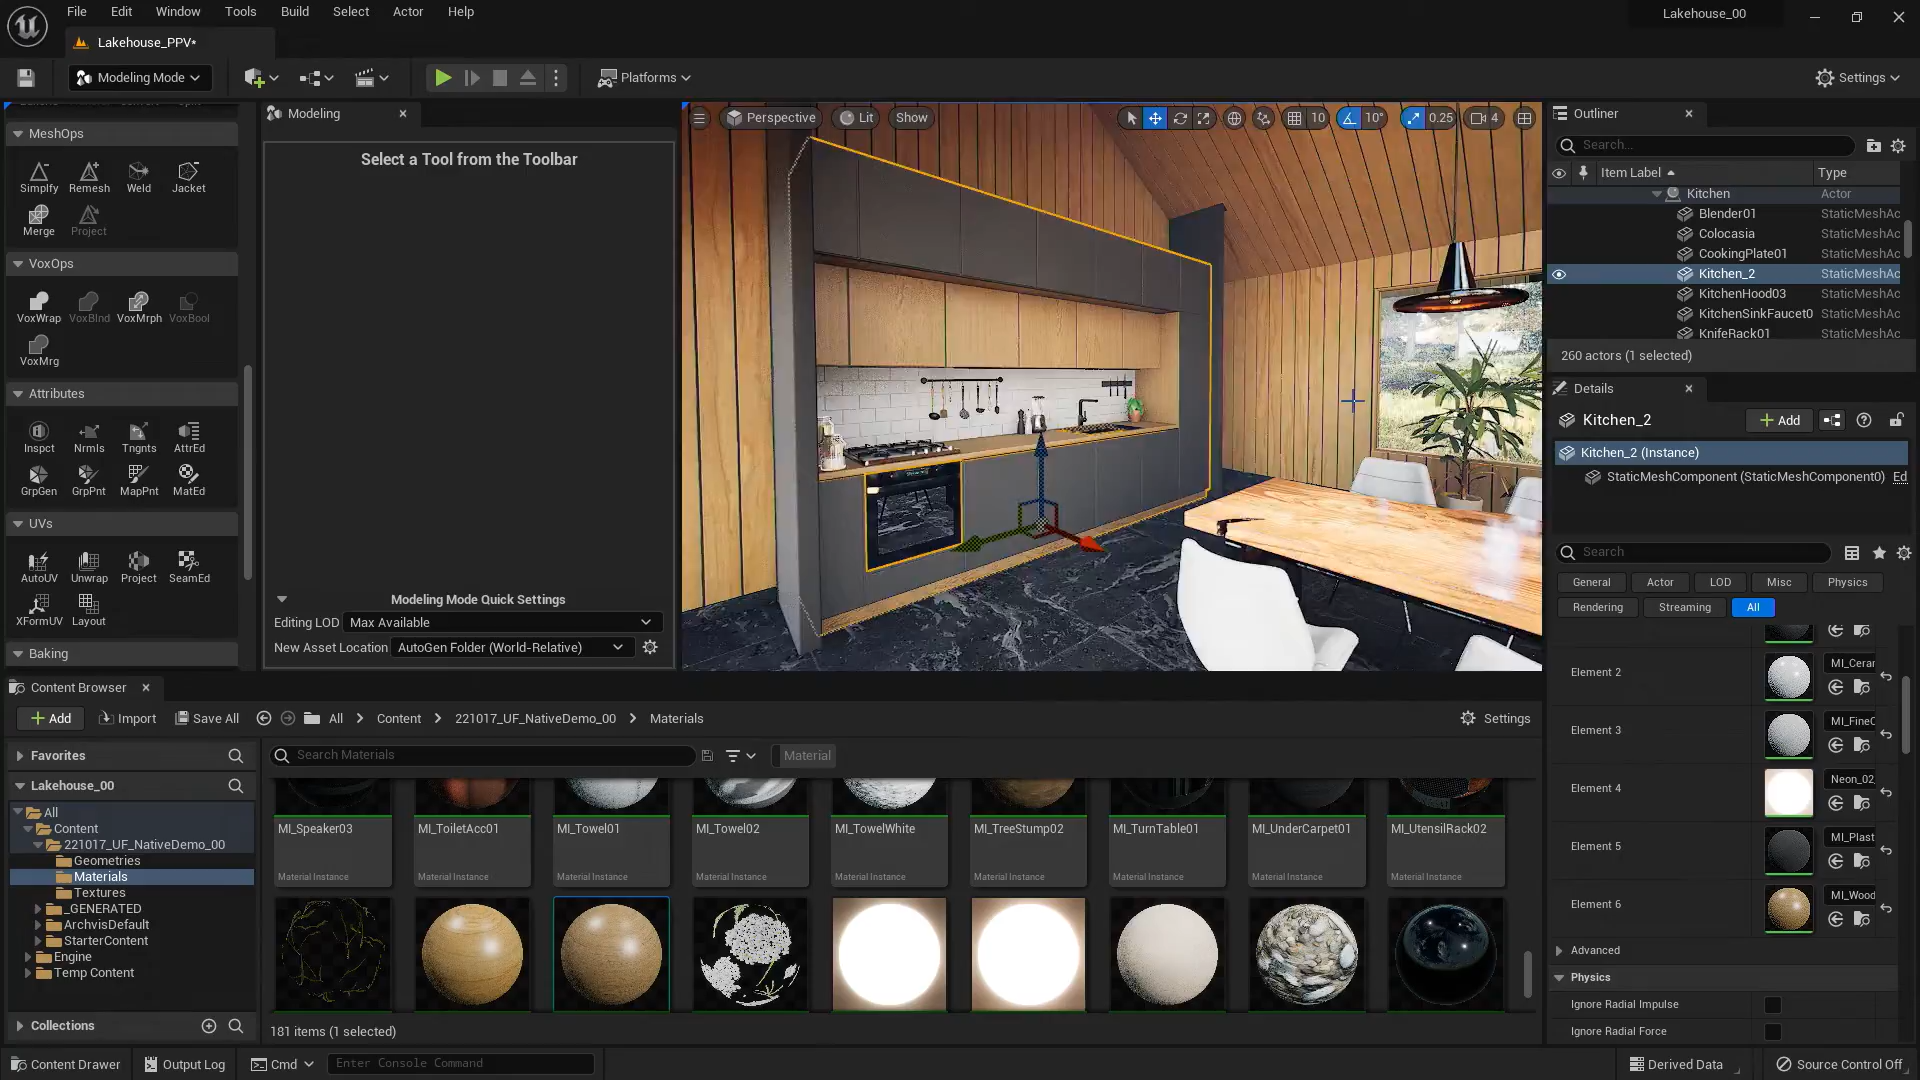 File Edit Window Tools Build Select Actor Help
Lakehouse_00
Lakehouse_PPV*
Modeling Mode
Platforms
Settings
MeshOps
Simplfy Remesh Weld Jacket
Merge Project
VoxOps
VoxWrap VoxBlnd VoxMrph VoxBool
VoxMrg
Attributes
Inspct Nrmls Tngnts AttrEd
GrpGen GrpPnt MapPnt MatEd
UVs
AutoUV Unwrap Project SeamEd
XFormUV Layout
Baking
Modeling
Select a Tool from the Toolbar
Modeling Mode Quick Settings
Editing LOD Max Available
New Asset Location AutoGen Folder (World-Relative)
Perspective Lit Show
10 10° 0.25 4
Outliner
Search...
Item Label Type
Kitchen Actor
Blender01 StaticMeshAc
Colocasia StaticMeshAc
CookingPlate01 StaticMeshAc
Kitchen_2 StaticMeshAc
KitchenHood03 StaticMeshAc
KitchenSinkFaucet0 StaticMeshAc
KnifeRack01 StaticMeshAc
260 actors (1 selected)
Details
Kitchen_2
Add
Kitchen_2 (Instance)
StaticMeshComponent (StaticMeshComponent0) Ed
Search
General Actor LOD Misc Physics
Rendering Streaming All
Element 2 MI_Cerar
Element 3 MI_FineC
Element 4 Neon_02
Element 5 MI_Plast
Element 6 MI_Wood
Advanced
Physics
Ignore Radial Impulse
Ignore Radial Force
Content Browser
Add Import Save All All Content 221017_UF_NativeDemo_00 Materials
Settings
Favorites
Lakehouse_00
All
Content
221017_UF_NativeDemo_00
Geometries
Materials
Textures
_GENERATED
ArchvisDefault
StarterContent
Engine
Temp Content
Collections
Search Materials
Material
MI_Speaker03 MI_ToiletAcc01 MI_Towel01 MI_Towel02 MI_TowelWhite MI_TreeStump02 MI_TurnTable01 MI_UnderCarpet01 MI_UtensilRack02
Material Instance Material Instance Material Instance Material Instance Material Instance Material Instance Material Instance Material Instance Material Instance
181 items (1 selected)
Content Drawer Output Log Cmd Enter Console Command
Derived Data Source Control Off